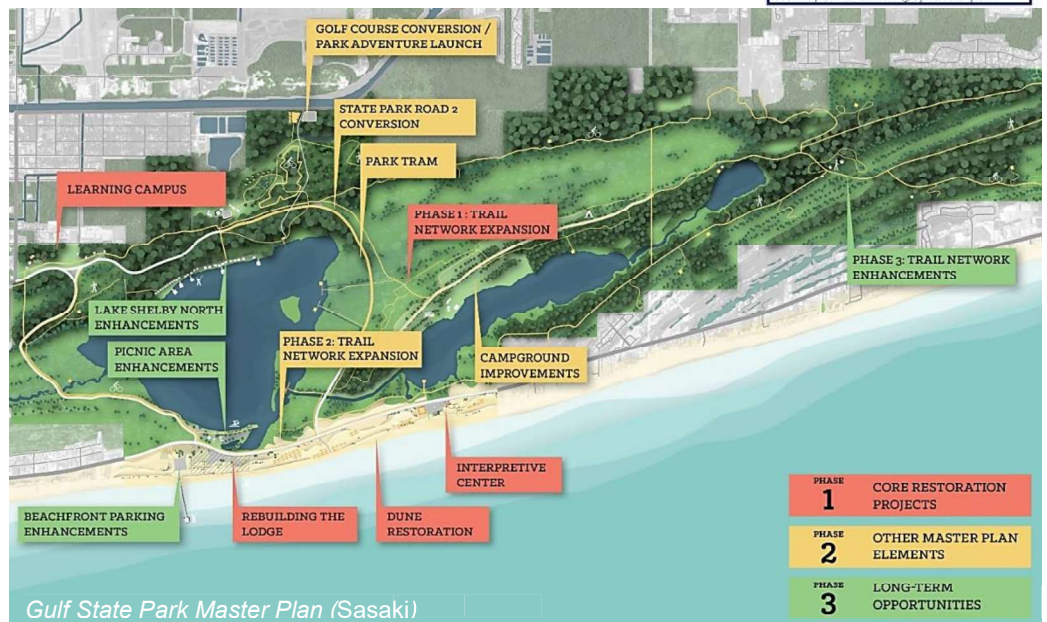 GOLF COURSE CONVERSION /
PARK ADVENTURE LAUNCH
STATE PARK ROAD 2
CONVERSION
PARK TRAM
LEARNING CAMPUS
PHASE 1 : TRAIL
NETWORK EXPANSION
PHASE 3: TRAIL NETWORK
ENHANCEMENTS
LAKE SHELBY NORTH
ENHANCEMENTS
PICNIC AREA
ENHANCEMENTS
PHASE 2: TRAIL
NETWORK EXPANSION
CAMPGROUND
IMPROVEMENTS
INTERPRETIVE
CENTER
BEACHFRONT PARKING
ENHANCEMENTS
REBUILDING THE
LODGE
DUNE
RESTORATION
PHASE
1
CORE RESTORATION
PROJECTS
PHASE
2
OTHER MASTER PLAN
ELEMENTS
PHASE
3
LONG-TERM
OPPORTUNITIES
Gulf State Park Master Plan (Sasaki)